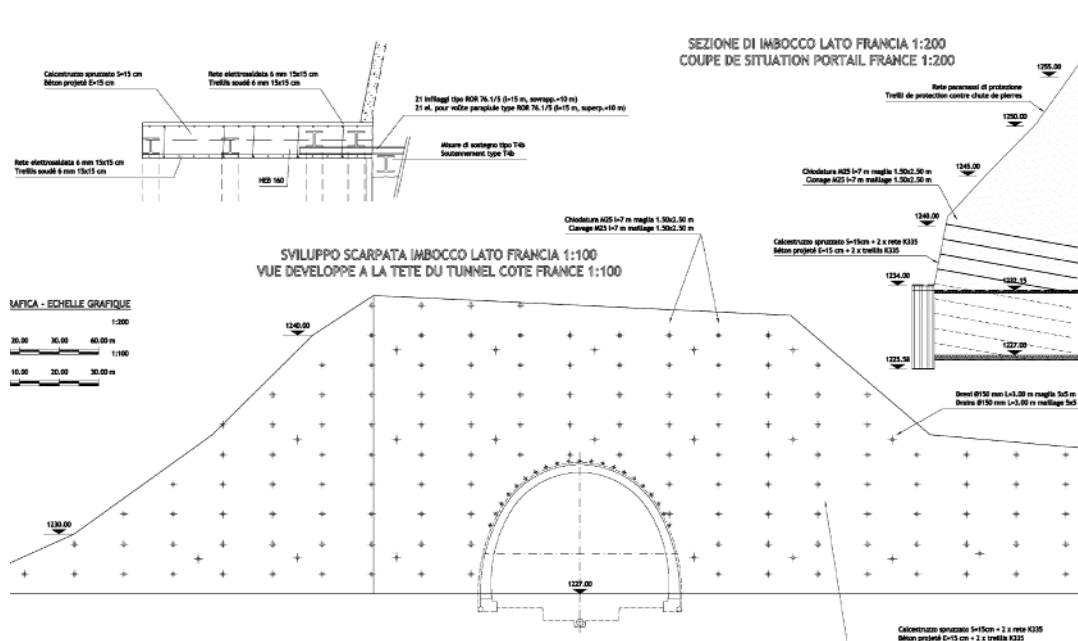 SEZIONE DI IMBOCCO LATO FRANCIA 1:200
COUPE DE SITUATION PORTAIL FRANCE 1:200
1255.00
Calcestruzzo spruzzato S=15 cm
Béton projeté E=15 cm
Rete elettrosaldata 6 mm 15x15 cm
Treillis soudé 6 mm 15x15 cm
Rete paramassi di protezione
Treilli de protection contre chute de pierres
21 infilaggi tipo ROR 76.1/5 (l=15 m, sovrapp.=10 m)
21 el. pour voûte parapluie type ROR 76.1/5 (l=15 m, superp.=10 m)
1250.00
Misure di sostegno tipo T4b
Soutennement type T4b
Rete elettrosaldata 6 mm 15x15 cm
Treillis soudé 6 mm 15x15 cm
HEB 160
1245.00
Chiodatura M25 l=7 m maglia 1.50x2.50 m
Clonage M25 l=7 m maillage 1.50x2.50 m
1240.00
Chiodatura M25 l=7 m maglia 1.50x2.50 m
Clavage M25 l=7 m maillage 1.50x2.50 m
Calcestruzzo spruzzato S=15cm + 2 x rete K335
Béton projeté E=15 cm + 2 x treillis K335
SVILUPPO SCARPATA IMBOCCO LATO FRANCIA 1:100
VUE DEVELOPPE A LA TETE DU TUNNEL COTE FRANCE 1:100
1234.00
1232.15
RAFICA - ECHELLE GRAFIQUE
1:200
20.00 30.00 60.00 m
1:100
10.00 20.00 30.00 m
1240.00
1227.00
1225.58
Dreni Ø150 mm L=3.00 m maglia 5x5 m
Drains Ø150 mm L=3.00 m maillage 5x5
1230.00
1227.00
Calcestruzzo spruzzato S=15cm + 2 x rete K335
Béton projeté E=15 cm + 2 x treillis K335